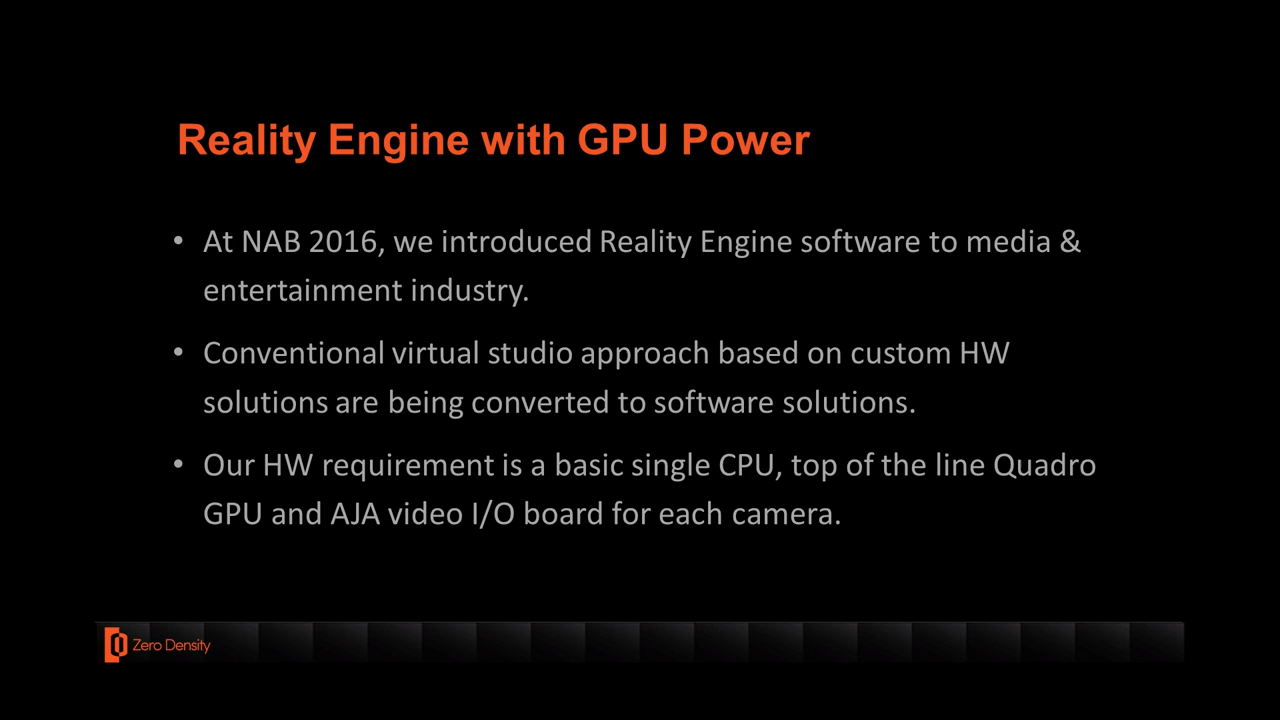 Reality Engine with GPU Power
• At NAB 2016, we introduced Reality Engine software to media &
entertainment industry.
• Conventional virtual studio approach based on custom HW
solutions are being converted to software solutions.
• Our HW requirement is a basic single CPU, top of the line Quadro
GPU and AJA video I/O board for each camera.
Zero Density